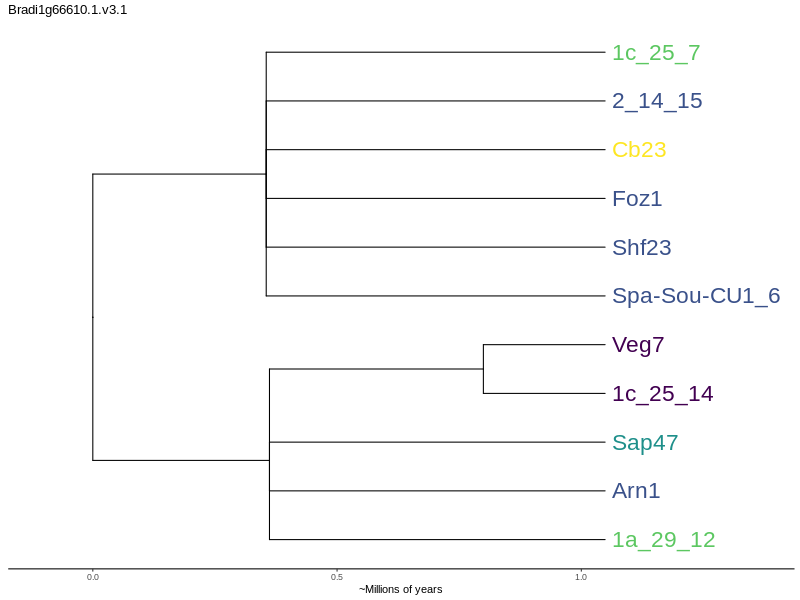 Bradi1g66610.1.v3.1
1c_25_7
2_14_15
Cb23
Foz1
Shf23
Spa-Sou-CU1_6
Veg7
1c_25_14
Sap47
Arn1
1a_29_12
0.0 0.5 1.0
~Millions of years